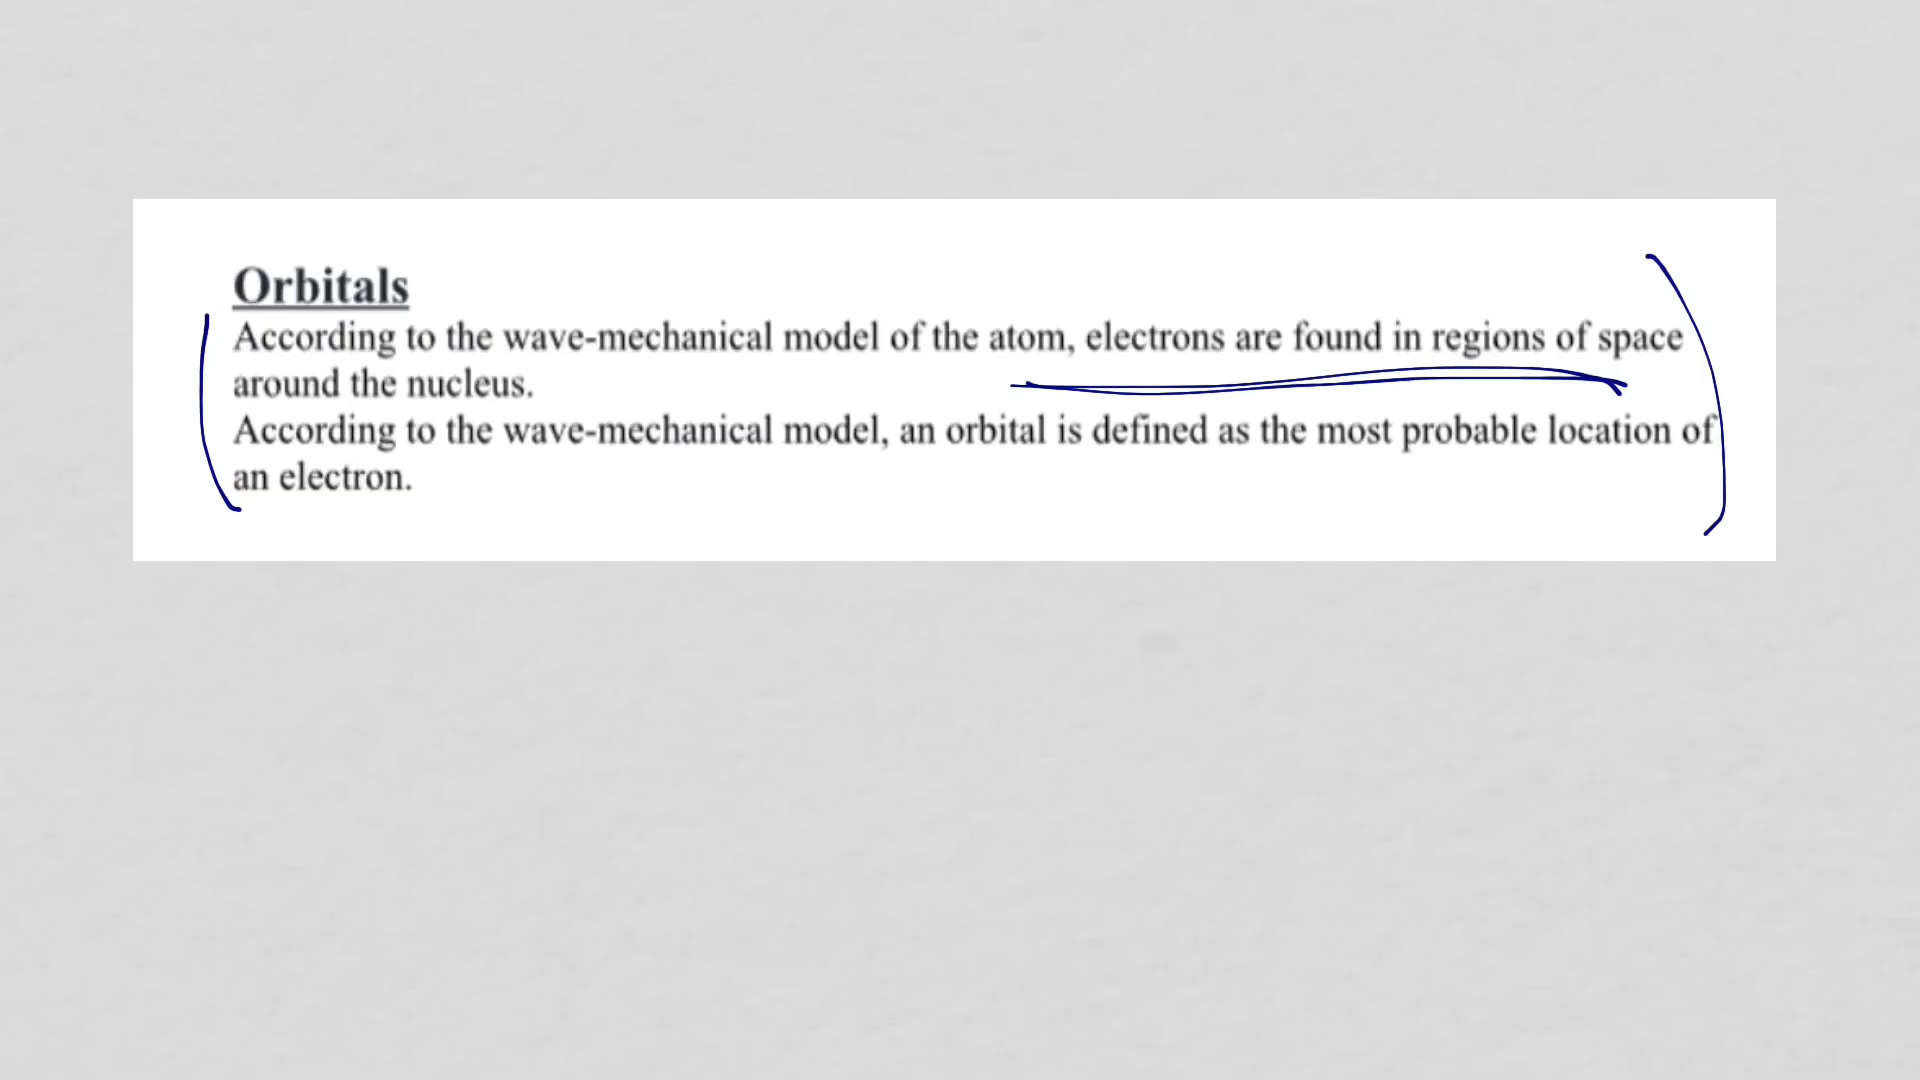 Orbitals
According to the wave-mechanical model of the atom, electrons are found in regions of space
around the nucleus.
According to the wave-mechanical model, an orbital is defined as the most probable location of
an electron.